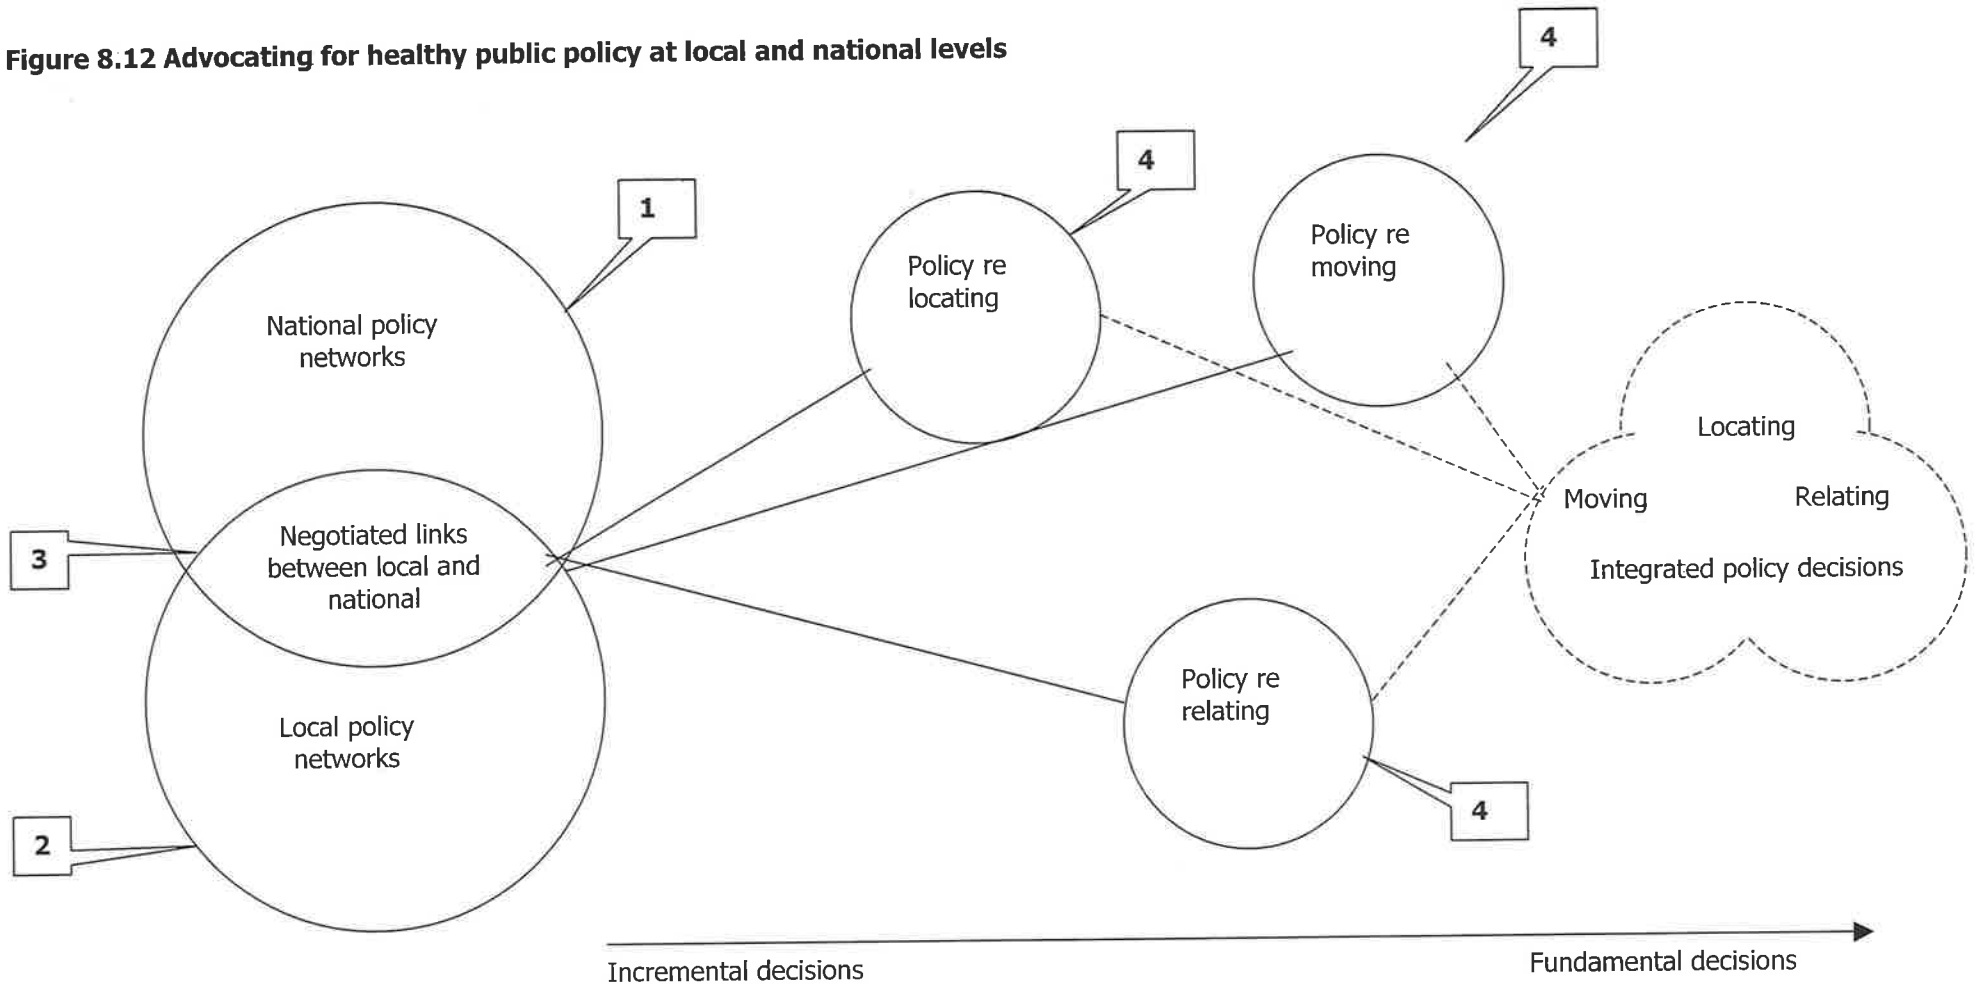 Figure 8.12 Advocating for healthy public policy at local and national levels
4
4
1
Policy re
moving
Policy re
locating
National policy
networks
Locating
Moving
Relating
Negotiated links
between local and
national
3
Integrated policy decisions
Policy re
relating
Local policy
networks
4
2
Incremental decisions
Fundamental decisions